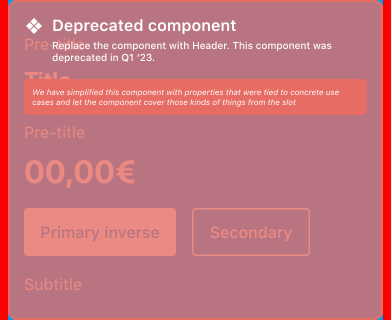 Deprecated component
Pre-title
Replace the component with Header. This component was
deprecated in Q1 ‘23.
Title
We have simplified this component with properties that were tied to concrete use
cases and let the component cover those kinds of things from the slot
Pre-title
00,00€
Primary inverse Secondary
Subtitle